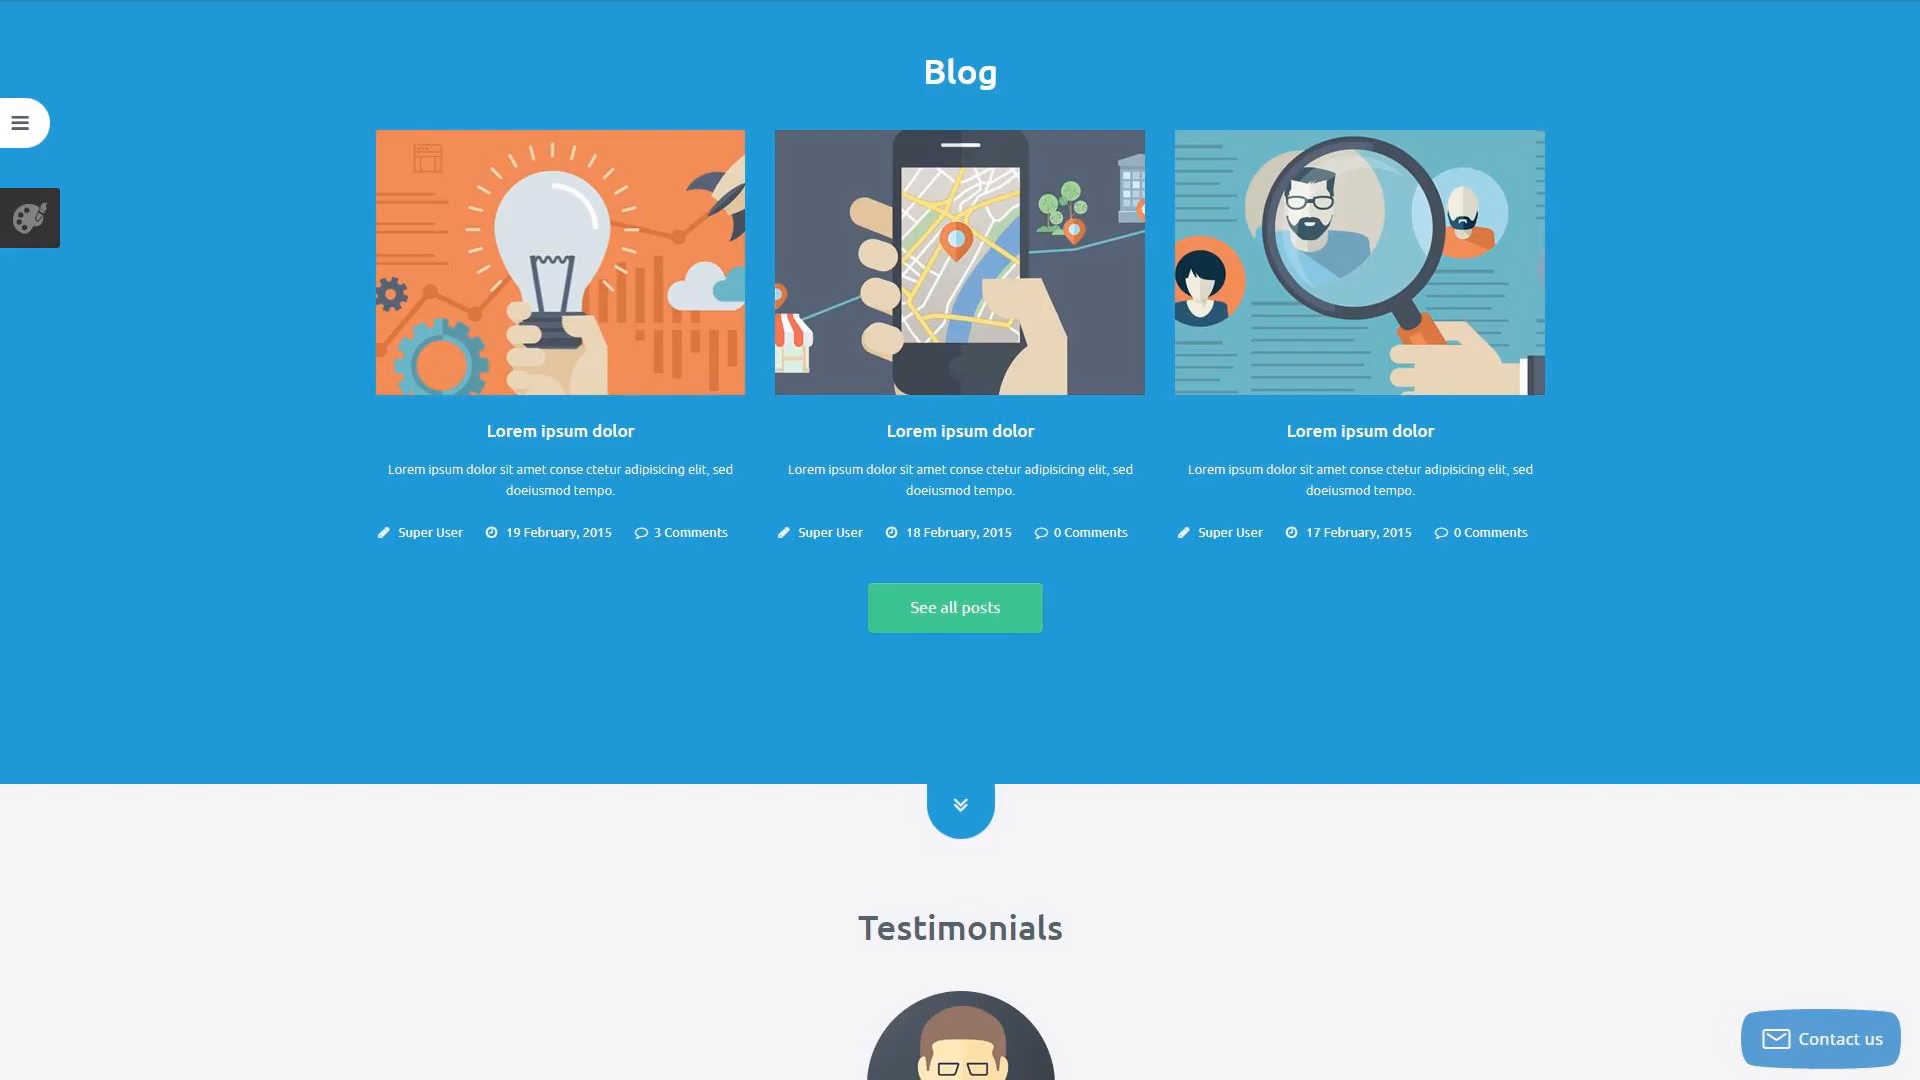 Blog
Lorem ipsum dolor
Lorem ipsum dolor sit amet conse ctetur adipisicing elit, sed
doeiusmod tempo.
Super User 19 February, 2015 3 Comments
Lorem ipsum dolor
Lorem ipsum dolor sit amet conse ctetur adipisicing elit, sed
doeiusmod tempo.
Super User 18 February, 2015 0 Comments
Lorem ipsum dolor
Lorem ipsum dolor sit amet conse ctetur adipisicing elit, sed
doeiusmod tempo.
Super User 17 February, 2015 0 Comments
See all posts
Testimonials
Contact us